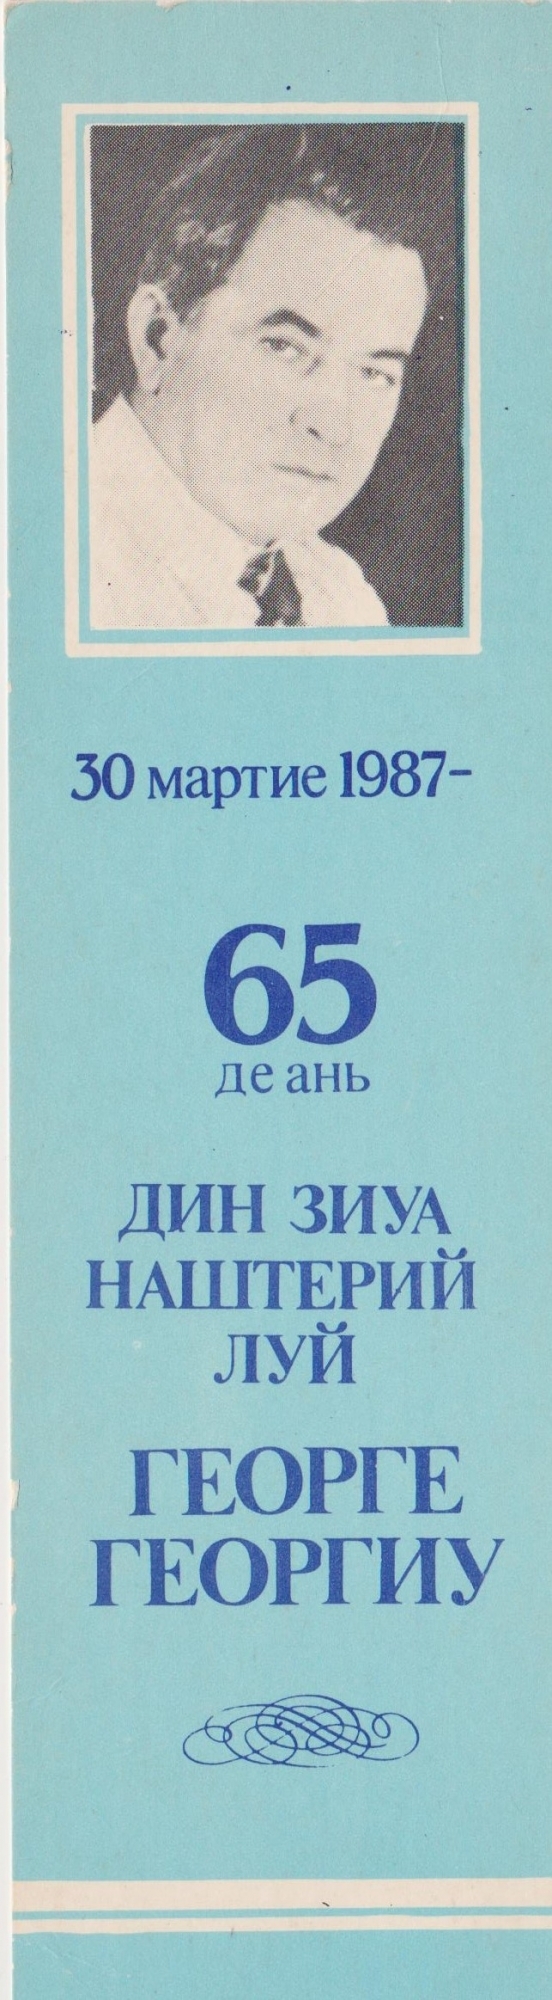 30 мартие 1987–
65
де ань
ДИН ЗИУА
НАШТЕРИЙ
ЛУЙ
ГЕОРГЕ
ГЕОРГИУ